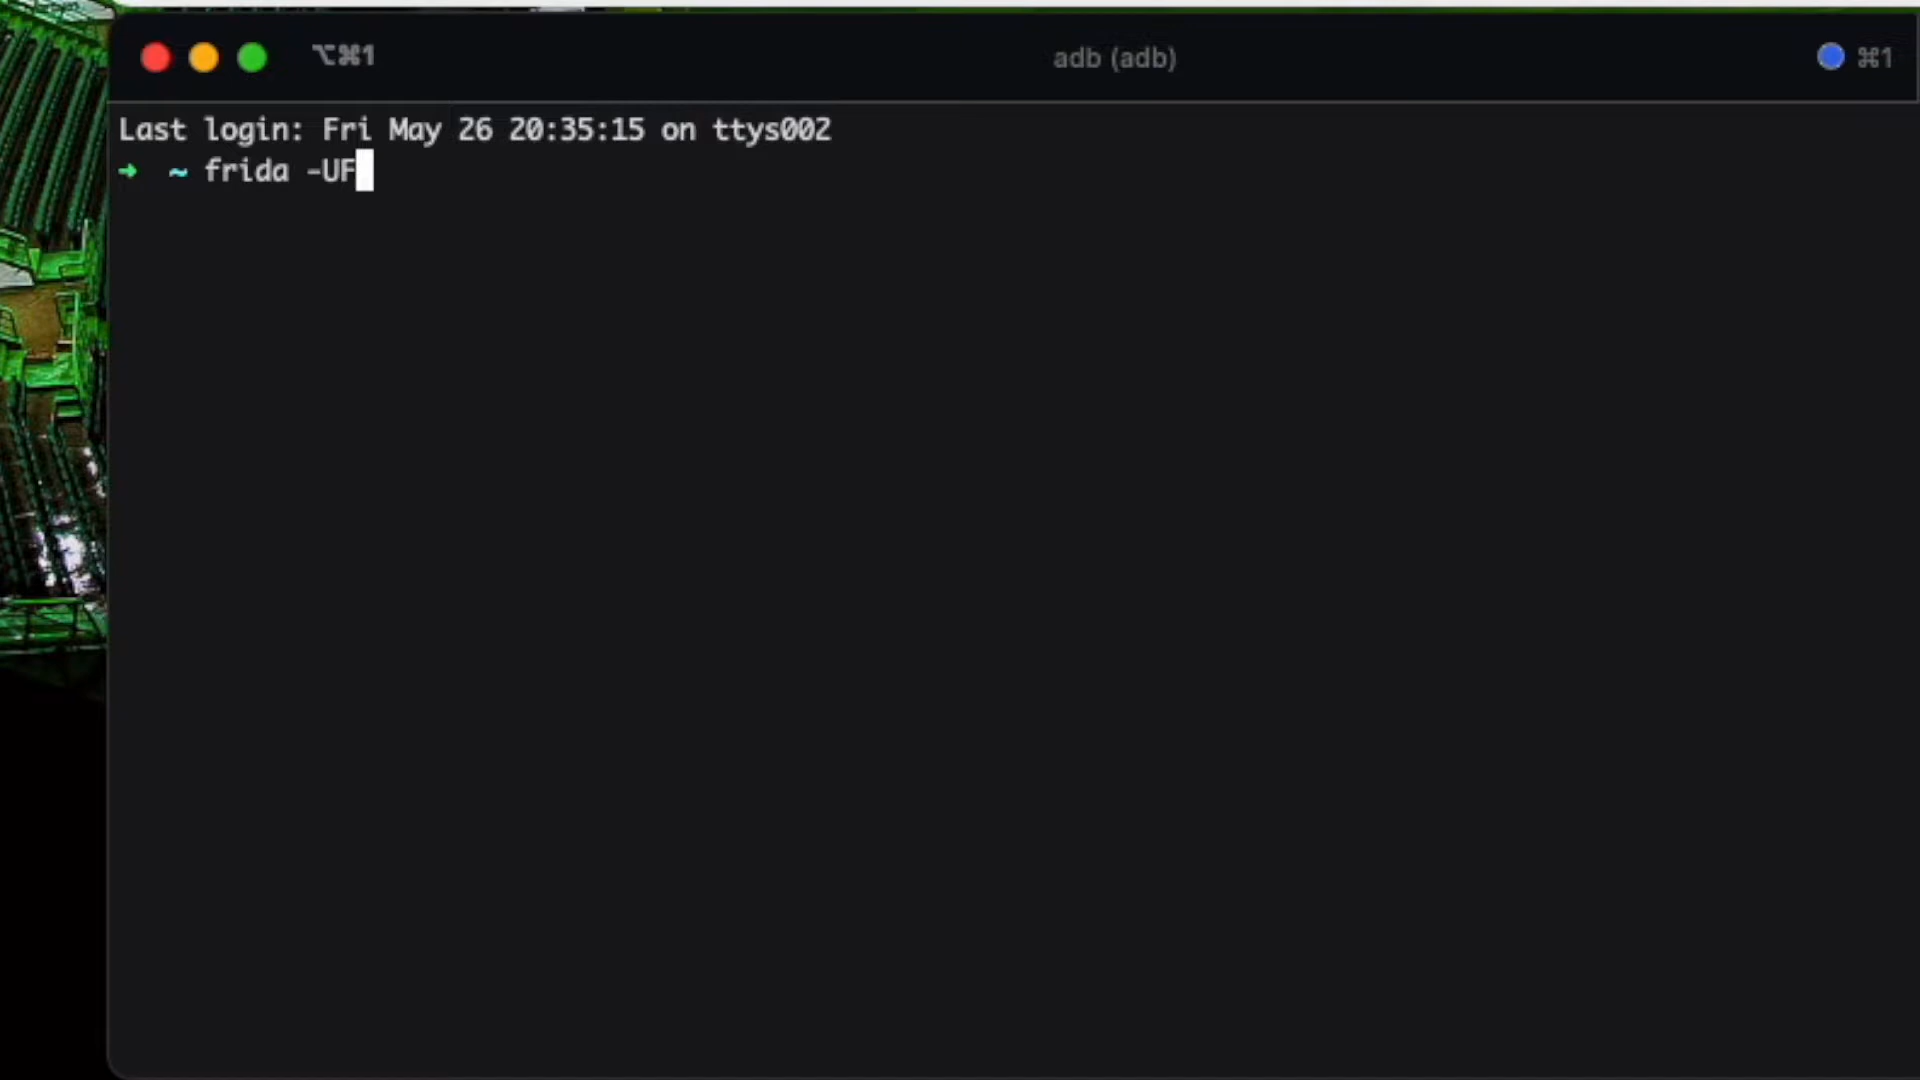 ⌥⌘1 adb (adb) ⌘1
Last login: Fri May 26 20:35:15 on ttys002
➜ ~ frida -UF